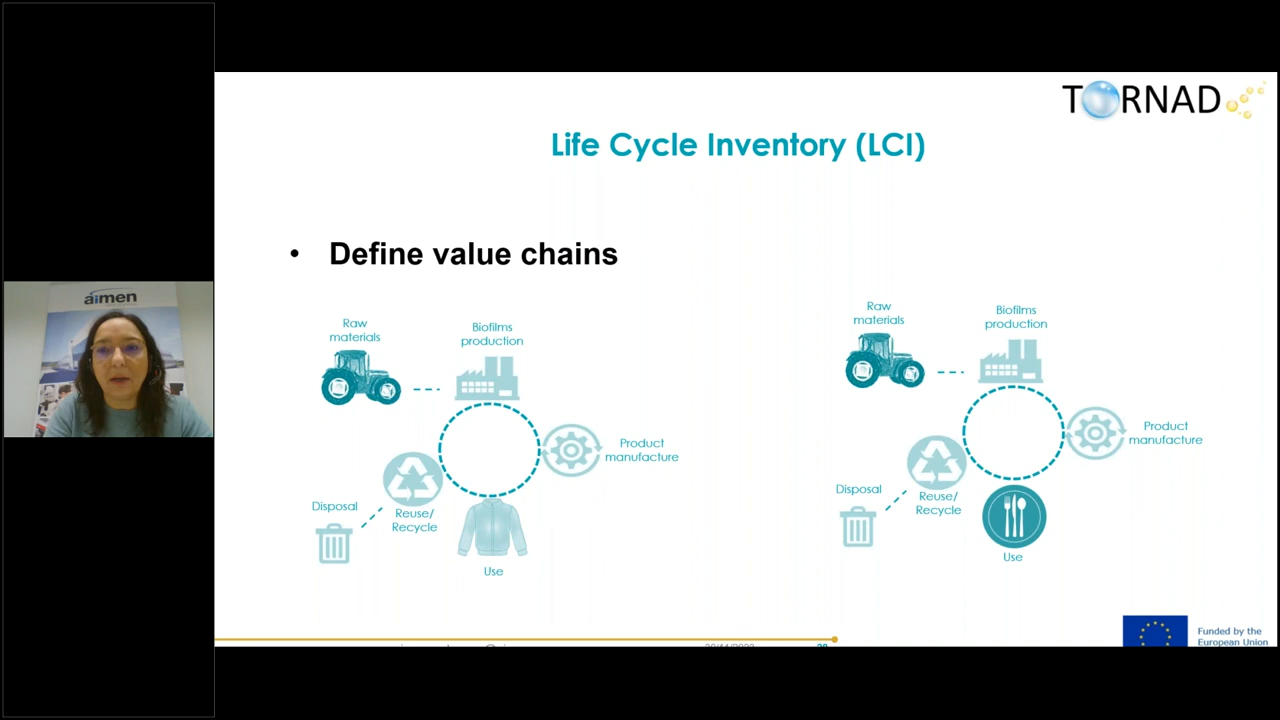 TORNADO
Life Cycle Inventory (LCI)
• Define value chains
Raw
materials
Biofilms
production
Product
manufacture
Disposal
Reuse/
Recycle
Use
Raw
materials
Biofilms
production
Product
manufacture
Disposal
Reuse/
Recycle
Use
aimen
Funded by the
European Union